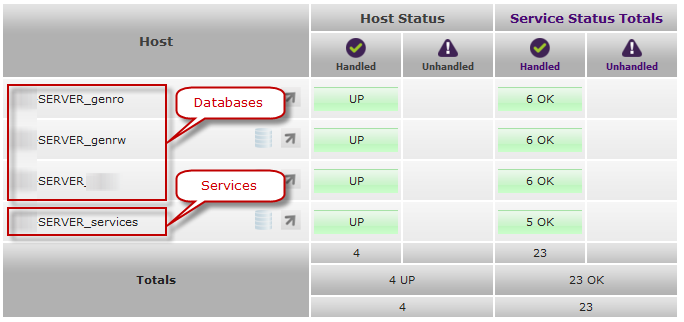 Host
Host Status
Service Status Totals
Handled
Unhandled
Handled
Unhandled
SERVER_genro
Databases
UP
6 OK
SERVER_genrw
UP
6 OK
SERVER_
UP
6 OK
Services
SERVER_services
UP
5 OK
4
23
Totals
4 UP
23 OK
4
23